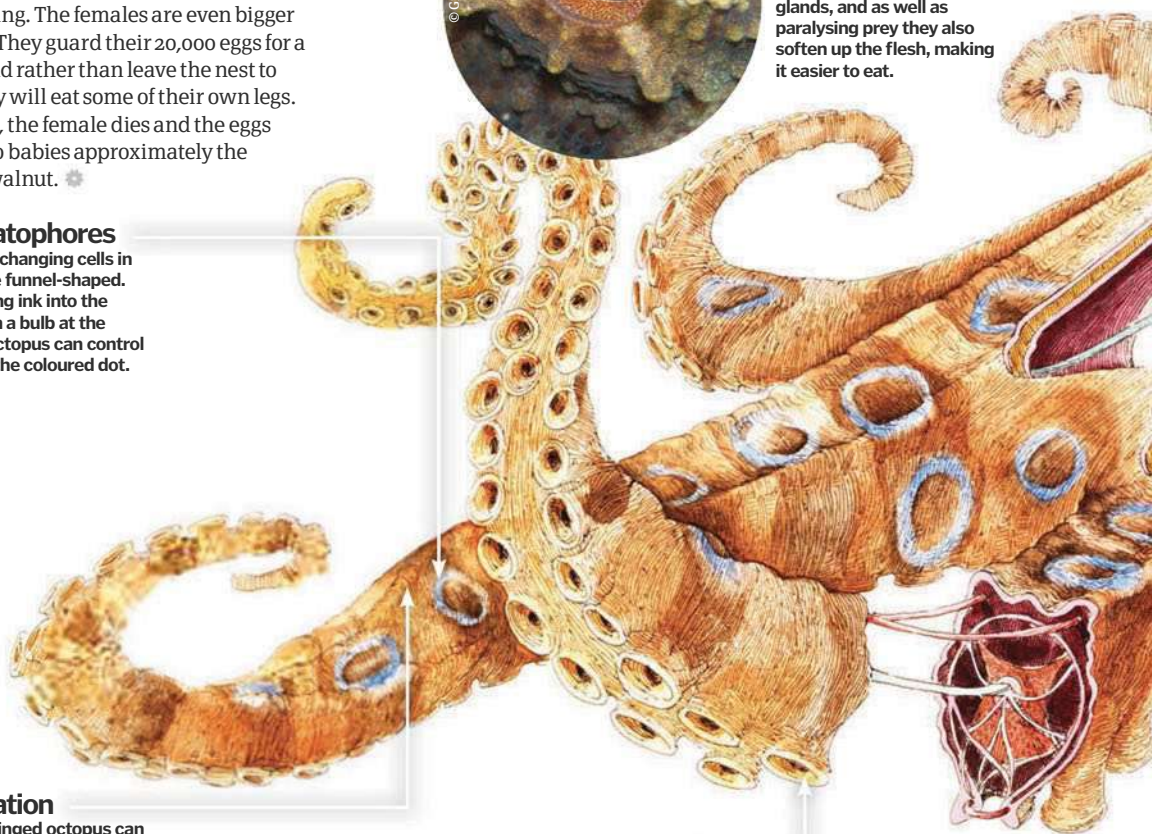 ng. The females are even bigger
They guard their 20,000 eggs for a
d rather than leave the nest to
y will eat some of their own legs.
, the female dies and the eggs
o babies approximately the
walnut.
atophores
changing cells in
e funnel-shaped.
ng ink into the
a bulb at the
ctopus can control
he coloured dot.
ation
inged octopus can
© G
glands, and as well as
paralysing prey they also
soften up the flesh, making
it easier to eat.